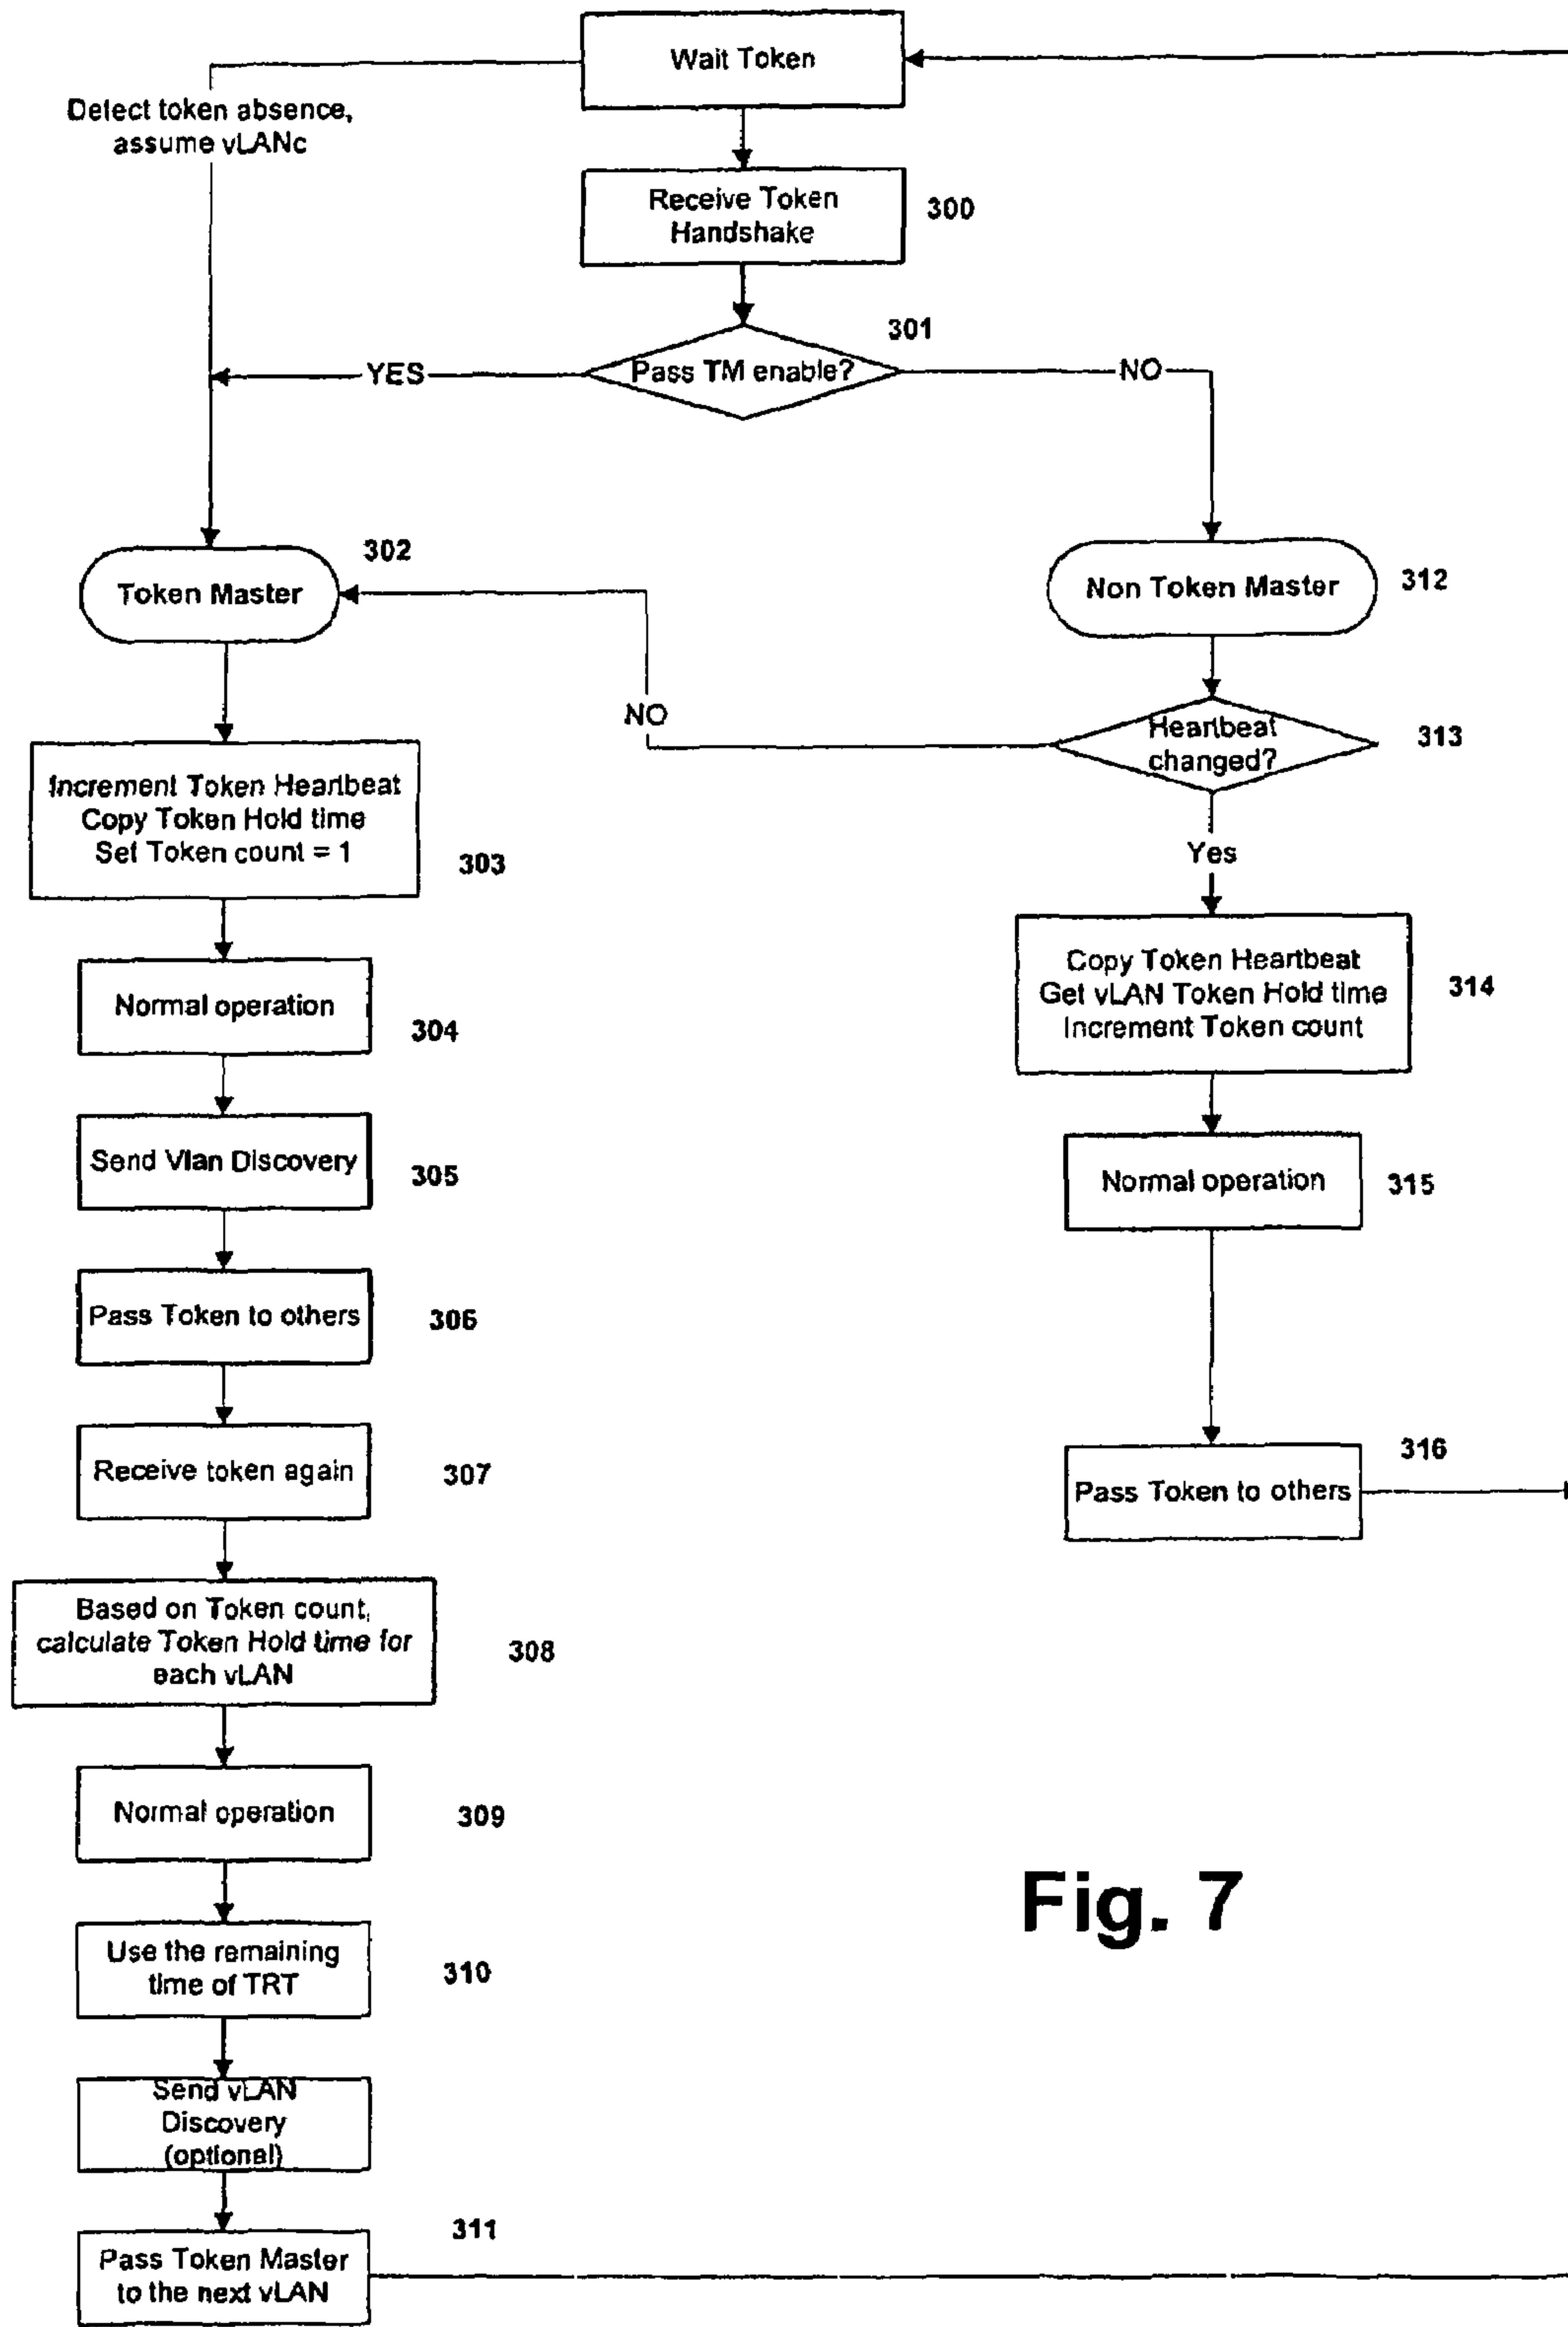 Wait Token
Detect token absence,
assume vLANc
Receive Token
Handshake
300
301
Pass TM enable?
YES
NO
302
Token Master
Non Token Master
312
NO
Heartbeat
changed?
313
Increment Token Heartbeat
Copy Token Hold time
Set Token count = 1
303
Yes
Copy Token Heartbeat
Get vLAN Token Hold time
Increment Token count
314
Normal operation
304
Send Vlan Discovery
305
Normal operation
315
Pass Token to others
306
Receive token again
307
316
Pass Token to others
Based on Token count,
calculate Token Hold time for
each vLAN
308
Normal operation
309
Fig. 7
Use the remaining
time of TRT
310
Send vLAN
Discovery
(optional)
311
Pass Token Master
to the next vLAN